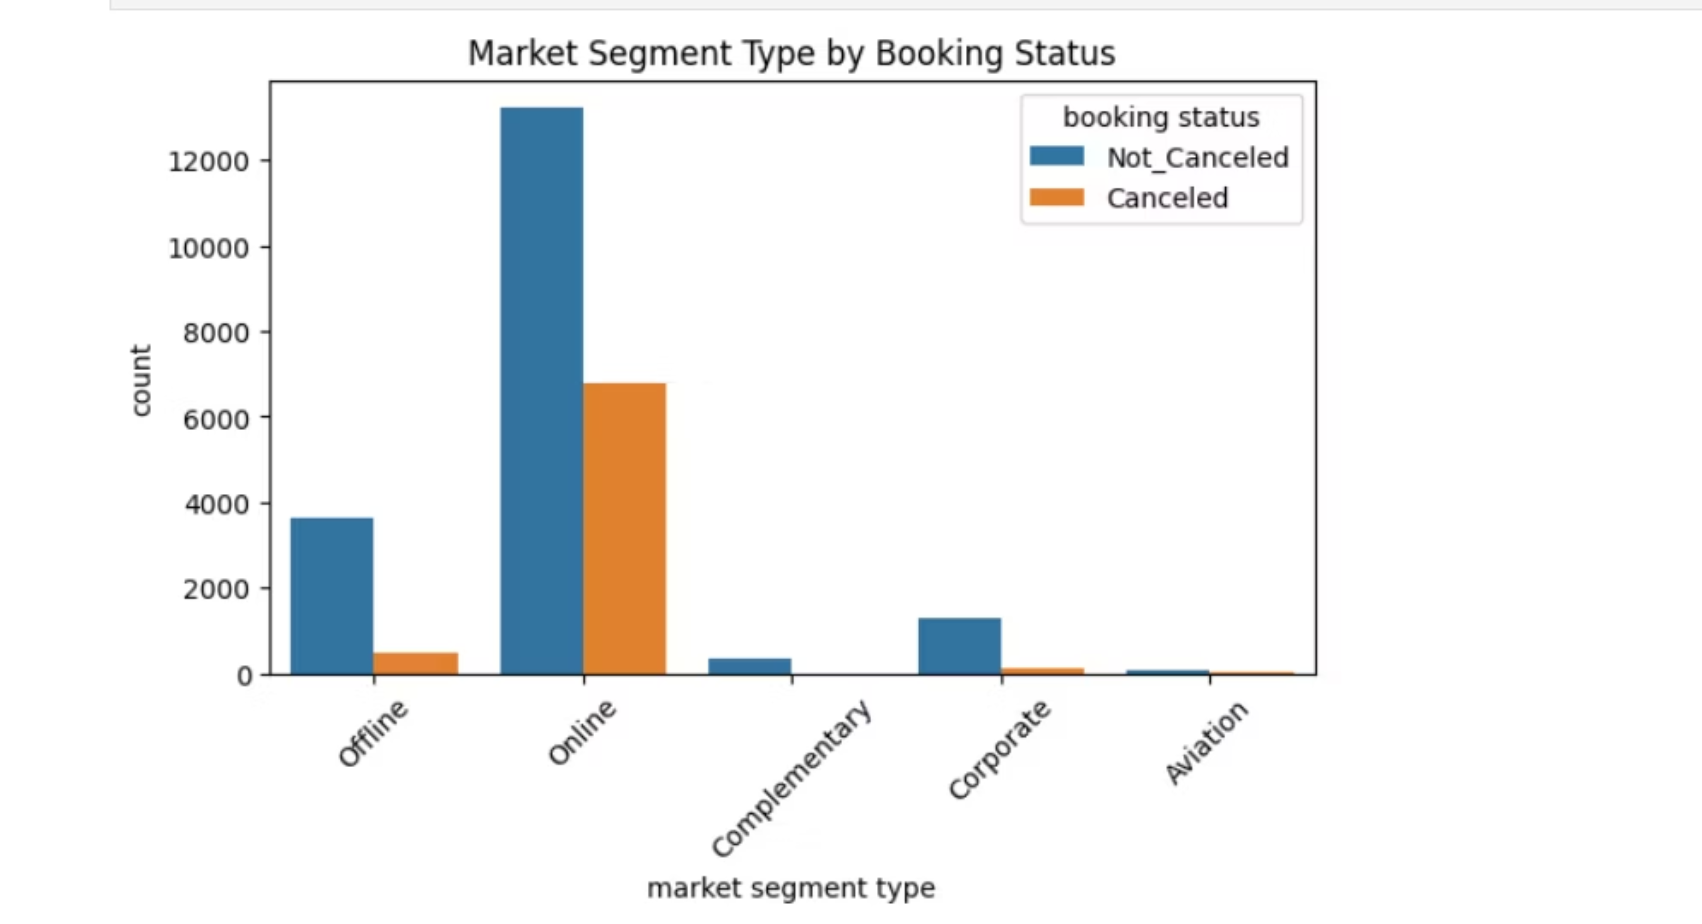 Market Segment Type by Booking Status
booking status
Not_Canceled
Canceled
count
12000
10000
8000
6000
4000
2000
0
Offline
Online
Complementary
Corporate
Aviation
market segment type